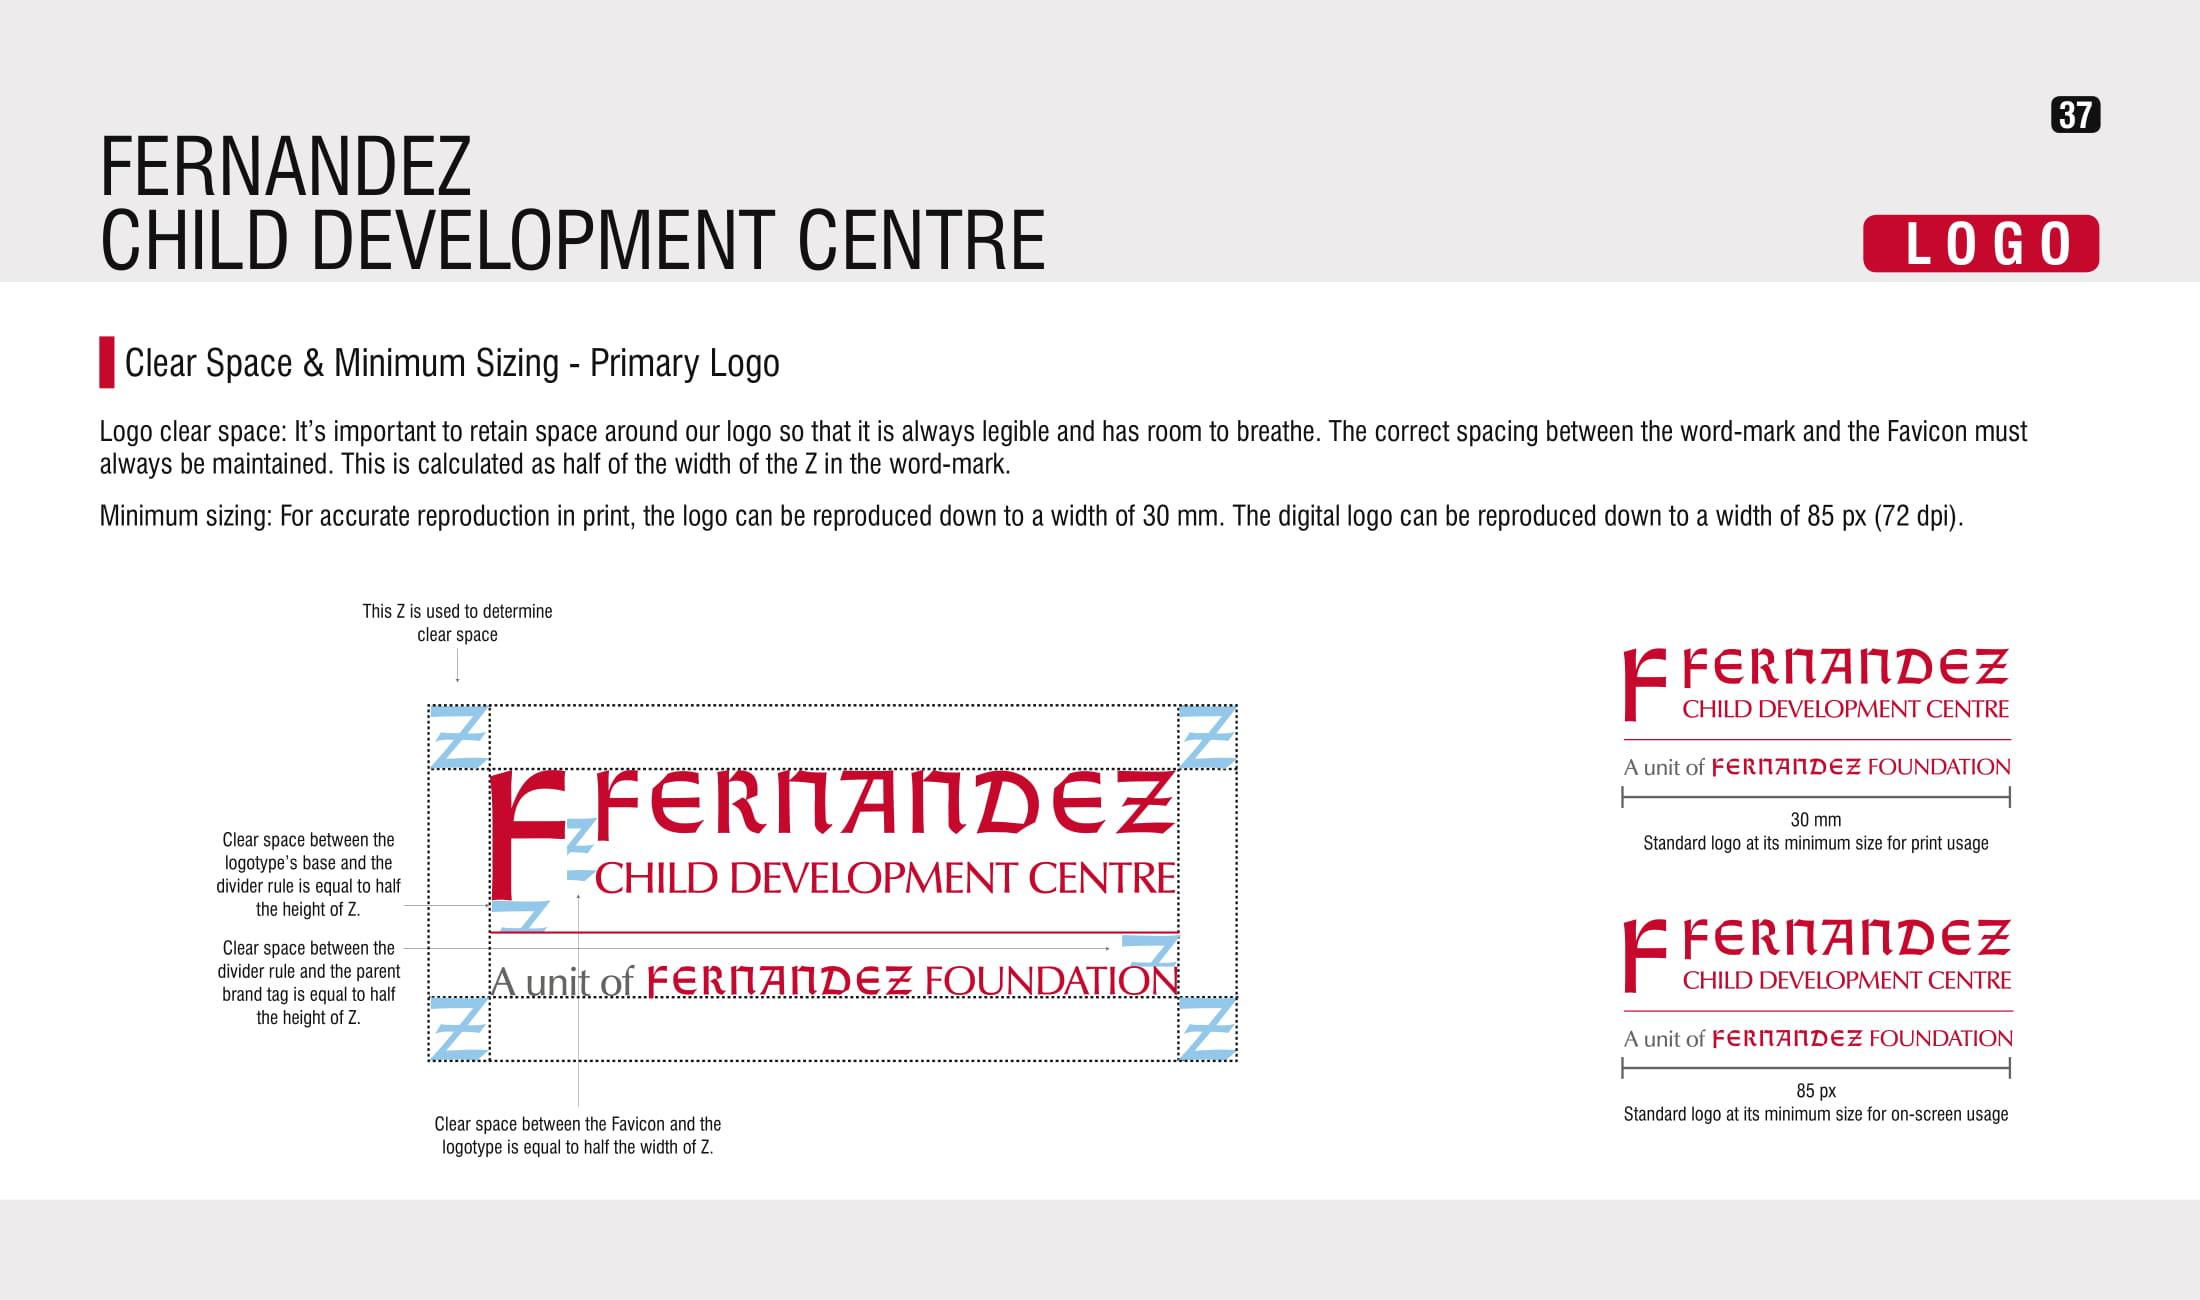 37
FERNANDEZ
CHILD DEVELOPMENT CENTRE
LOGO
Clear Space & Minimum Sizing - Primary Logo
Logo clear space: It’s important to retain space around our logo so that it is always legible and has room to breathe. The correct spacing between the word-mark and the Favicon must
always be maintained. This is calculated as half of the width of the Z in the word-mark.
Minimum sizing: For accurate reproduction in print, the logo can be reproduced down to a width of 30 mm. The digital logo can be reproduced down to a width of 85 px (72 dpi).
This Z is used to determine
clear space
Z Z
F FERNANDEZ
Z
CHILD DEVELOPMENT CENTRE
A unit of FERNANDEZ FOUNDATION
Z Z
Clear space between the
logotype’s base and the
divider rule is equal to half
the height of Z.
Clear space between the
divider rule and the parent
brand tag is equal to half
the height of Z.
Clear space between the Favicon and the
logotype is equal to half the width of Z.
F FERNANDEZ
CHILD DEVELOPMENT CENTRE
A unit of FERNANDEZ FOUNDATION
30 mm
Standard logo at its minimum size for print usage
F FERNANDEZ
CHILD DEVELOPMENT CENTRE
A unit of FERNANDEZ FOUNDATION
85 px
Standard logo at its minimum size for on-screen usage